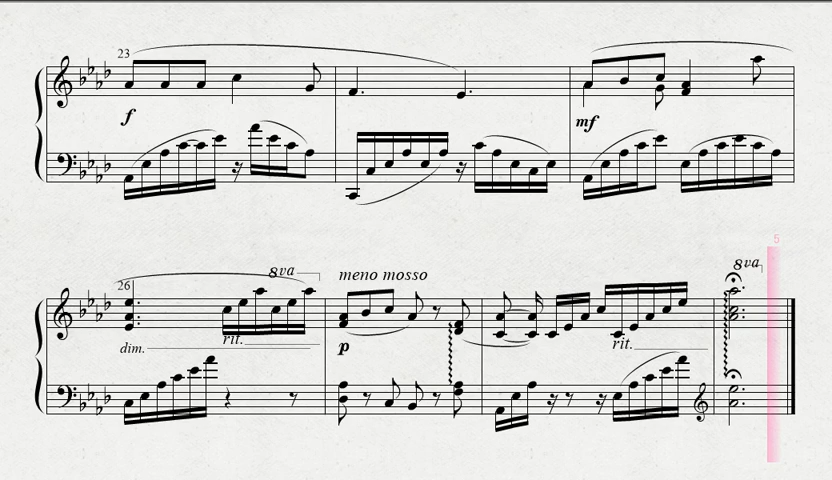 23
f
mf
5
8va
8va
meno mosso
26
dim.
rit.
p
rit.